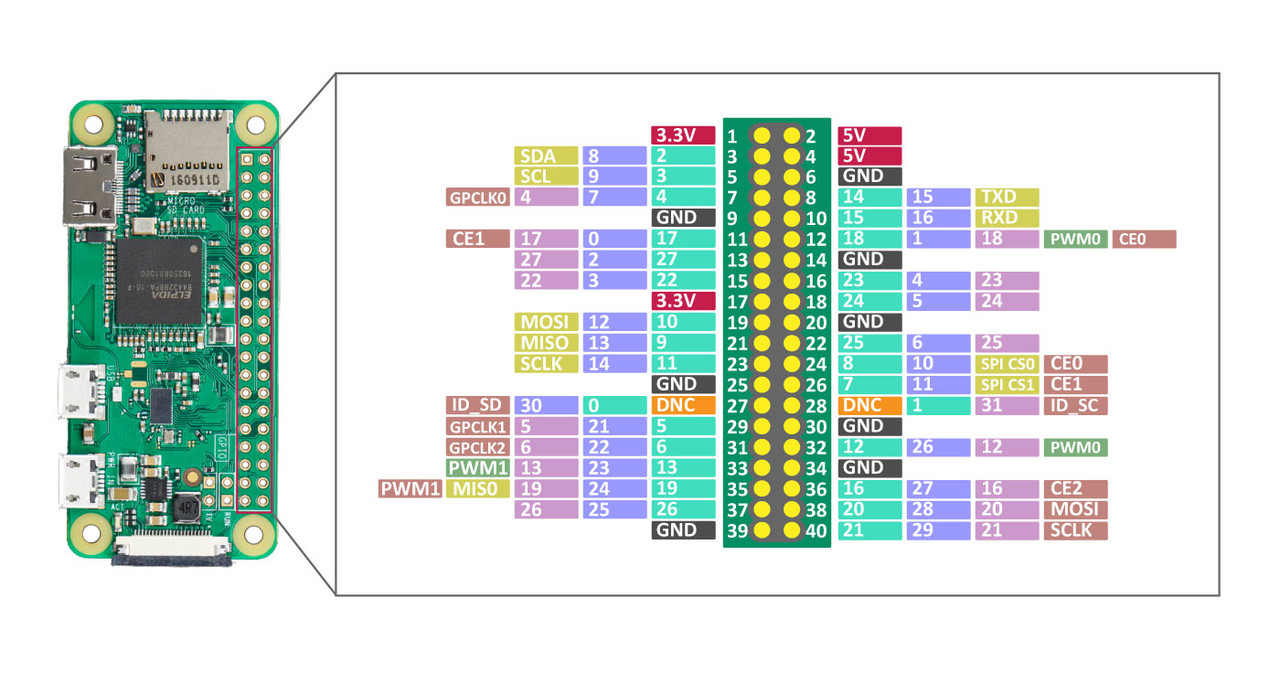 160911D
MICRO
SD CARD
ELPIDA
USB
GPIO
PWR IN
ACT
4R7
RUN
3.3V 1 2 5V
SDA 8 2 3 4 5V
SCL 9 3 5 6 GND
GPCLK0 4 7 4 7 8 14 15 TXD
GND 9 10 15 16 RXD
CE1 17 0 17 11 12 18 1 18 PWM0 CE0
27 2 27 13 14 GND
22 3 22 15 16 23 4 23
3.3V 17 18 24 5 24
MOSI 12 10 19 20 GND
MISO 13 9 21 22 25 6 25
SCLK 14 11 23 24 8 10 SPI CS0 CE0
GND 25 26 7 11 SPI CS1 CE1
ID_SD 30 0 DNC 27 28 DNC 1 31 ID_SC
GPCLK1 5 21 5 29 30 GND
GPCLK2 6 22 6 31 32 12 26 12 PWM0
PWM1 13 23 13 33 34 GND
PWM1 MIS0 19 24 19 35 36 16 27 16 CE2
26 25 26 37 38 20 28 20 MOSI
GND 39 40 21 29 21 SCLK